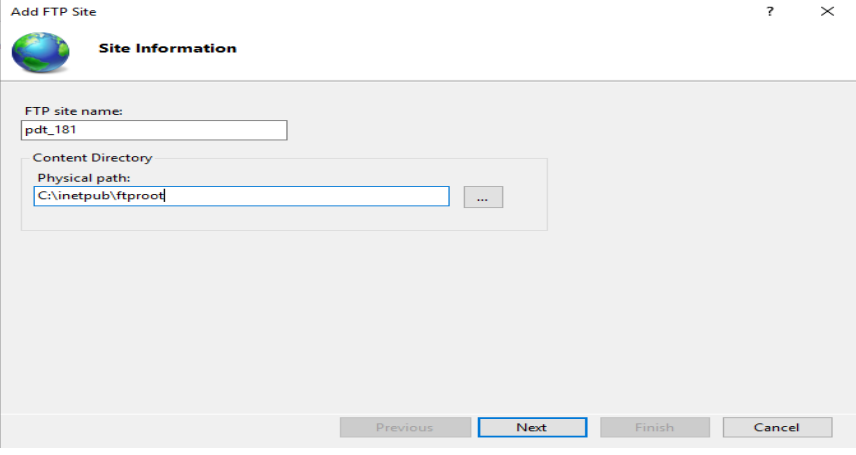 Add FTP Site
?
Site Information
FTP site name:
pdt_181
Content Directory
Physical path:
C:\inetpub\ftproot
...
Previous
Next
Finish
Cancel